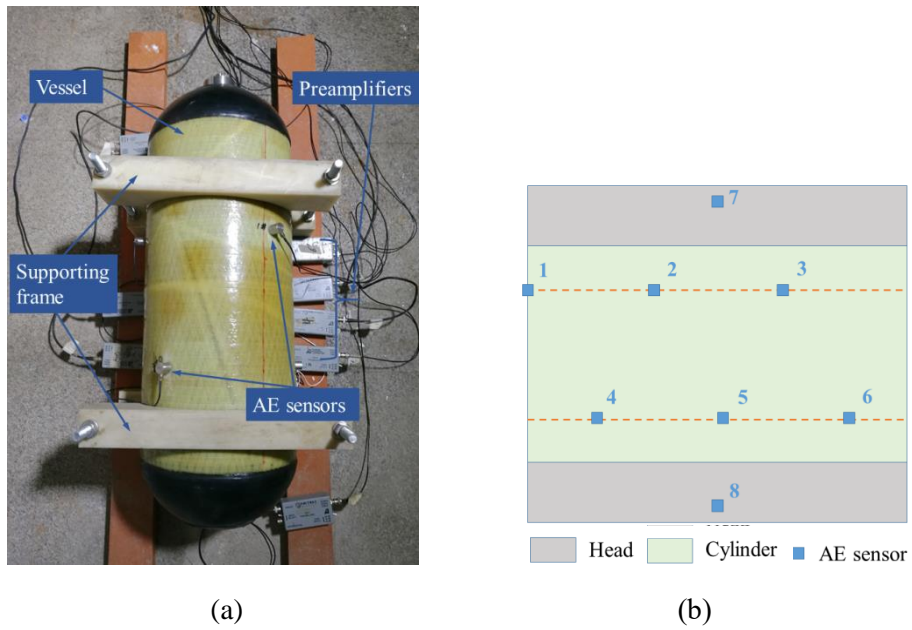 Vessel
Preamplifiers
Supporting
frame
AE sensors
7
1
2
3
4
5
6
8
Head
Cylinder
AE sensor
(a)
(b)